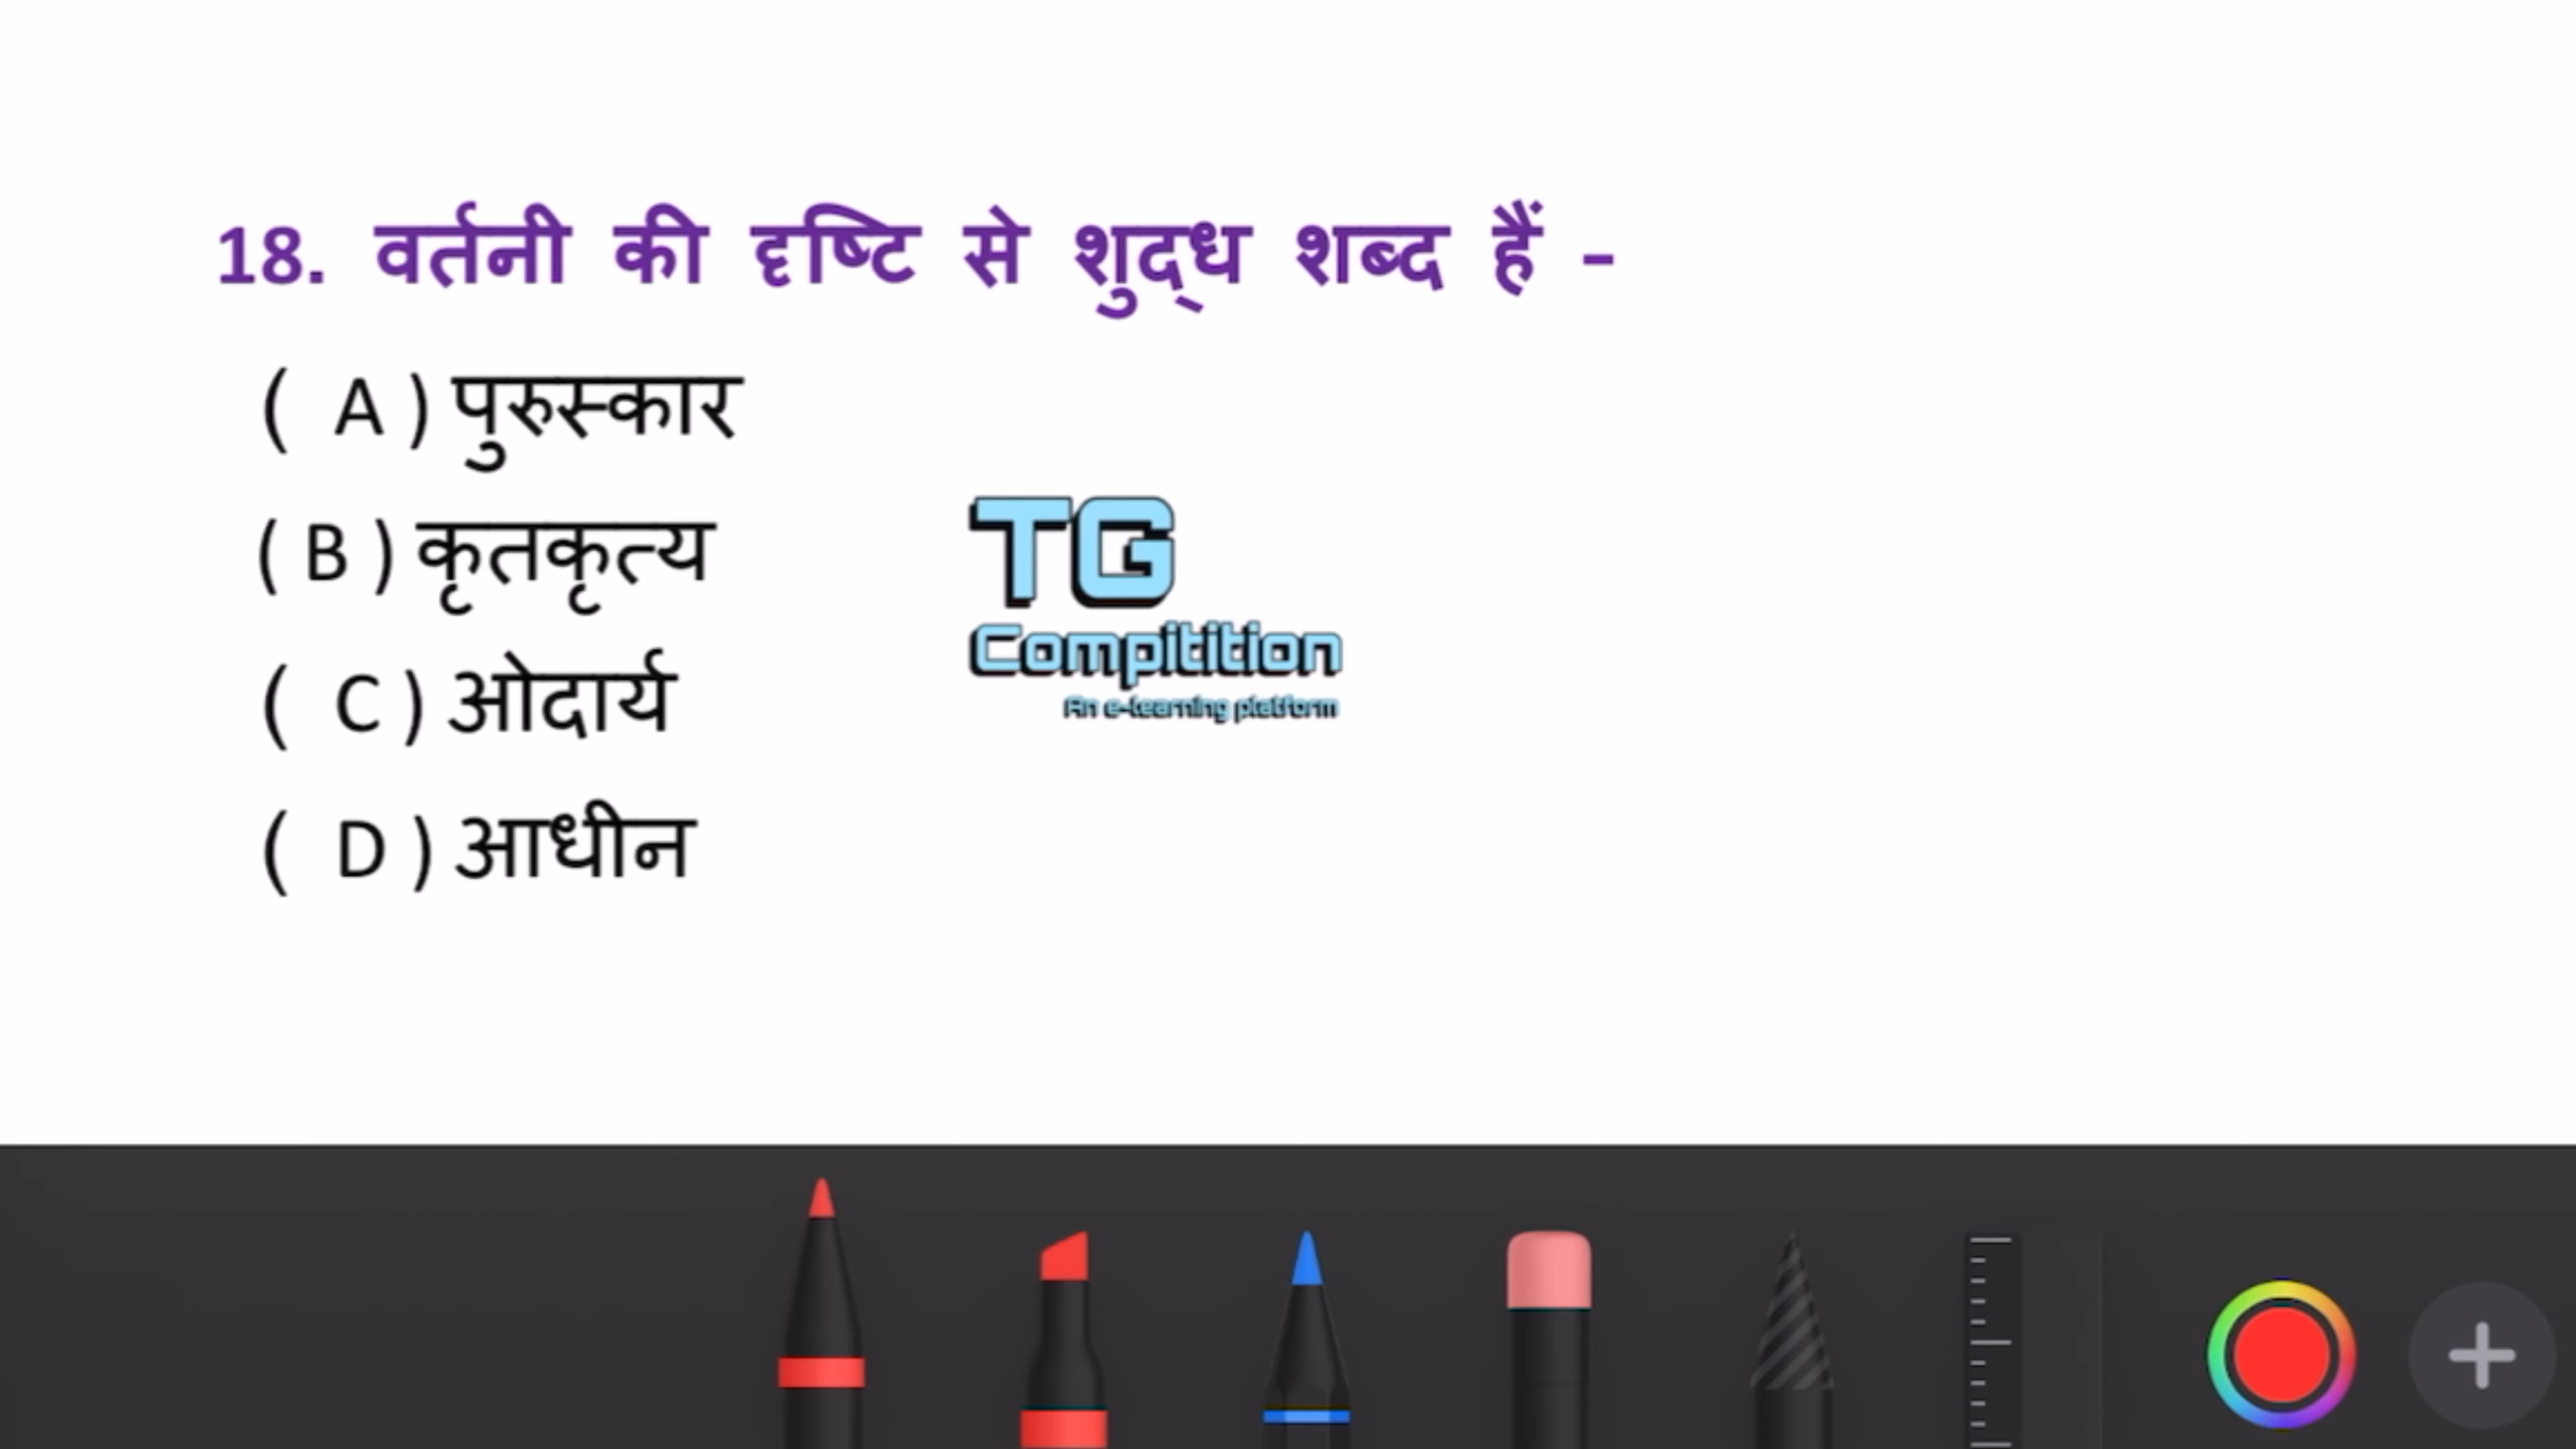 18. वर्तनी की दृष्टि से शुद्ध शब्द हैं -
( A ) पुरुस्कार
( B ) कृतकृत्य
( C ) ओदार्य
( D ) आधीन
TG
Compitition
An e-learning platform